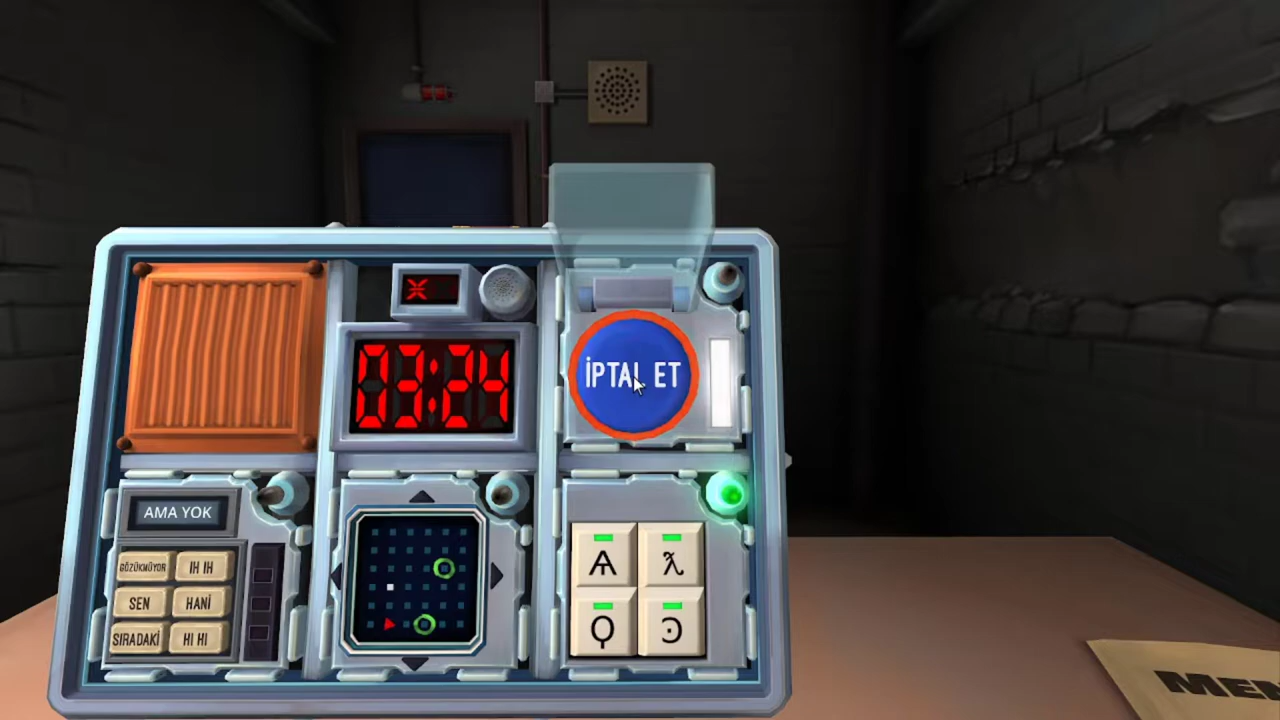 03:24
İPTAL ET
AMA YOK
GÖZÜKMÜYOR
IH IH
SEN
HANİ
SIRADAKİ
HI HI